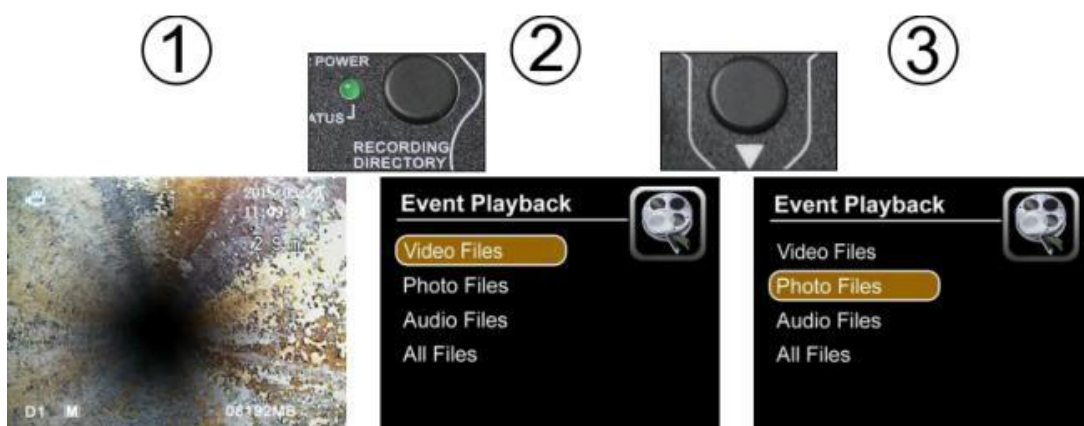 1
2
3
POWER
ATUS
RECORDING
DIRECTORY
11:09:24
D1 M
08192MB
Event Playback
Video Files
Photo Files
Audio Files
All Files
Event Playback
Video Files
Photo Files
Audio Files
All Files